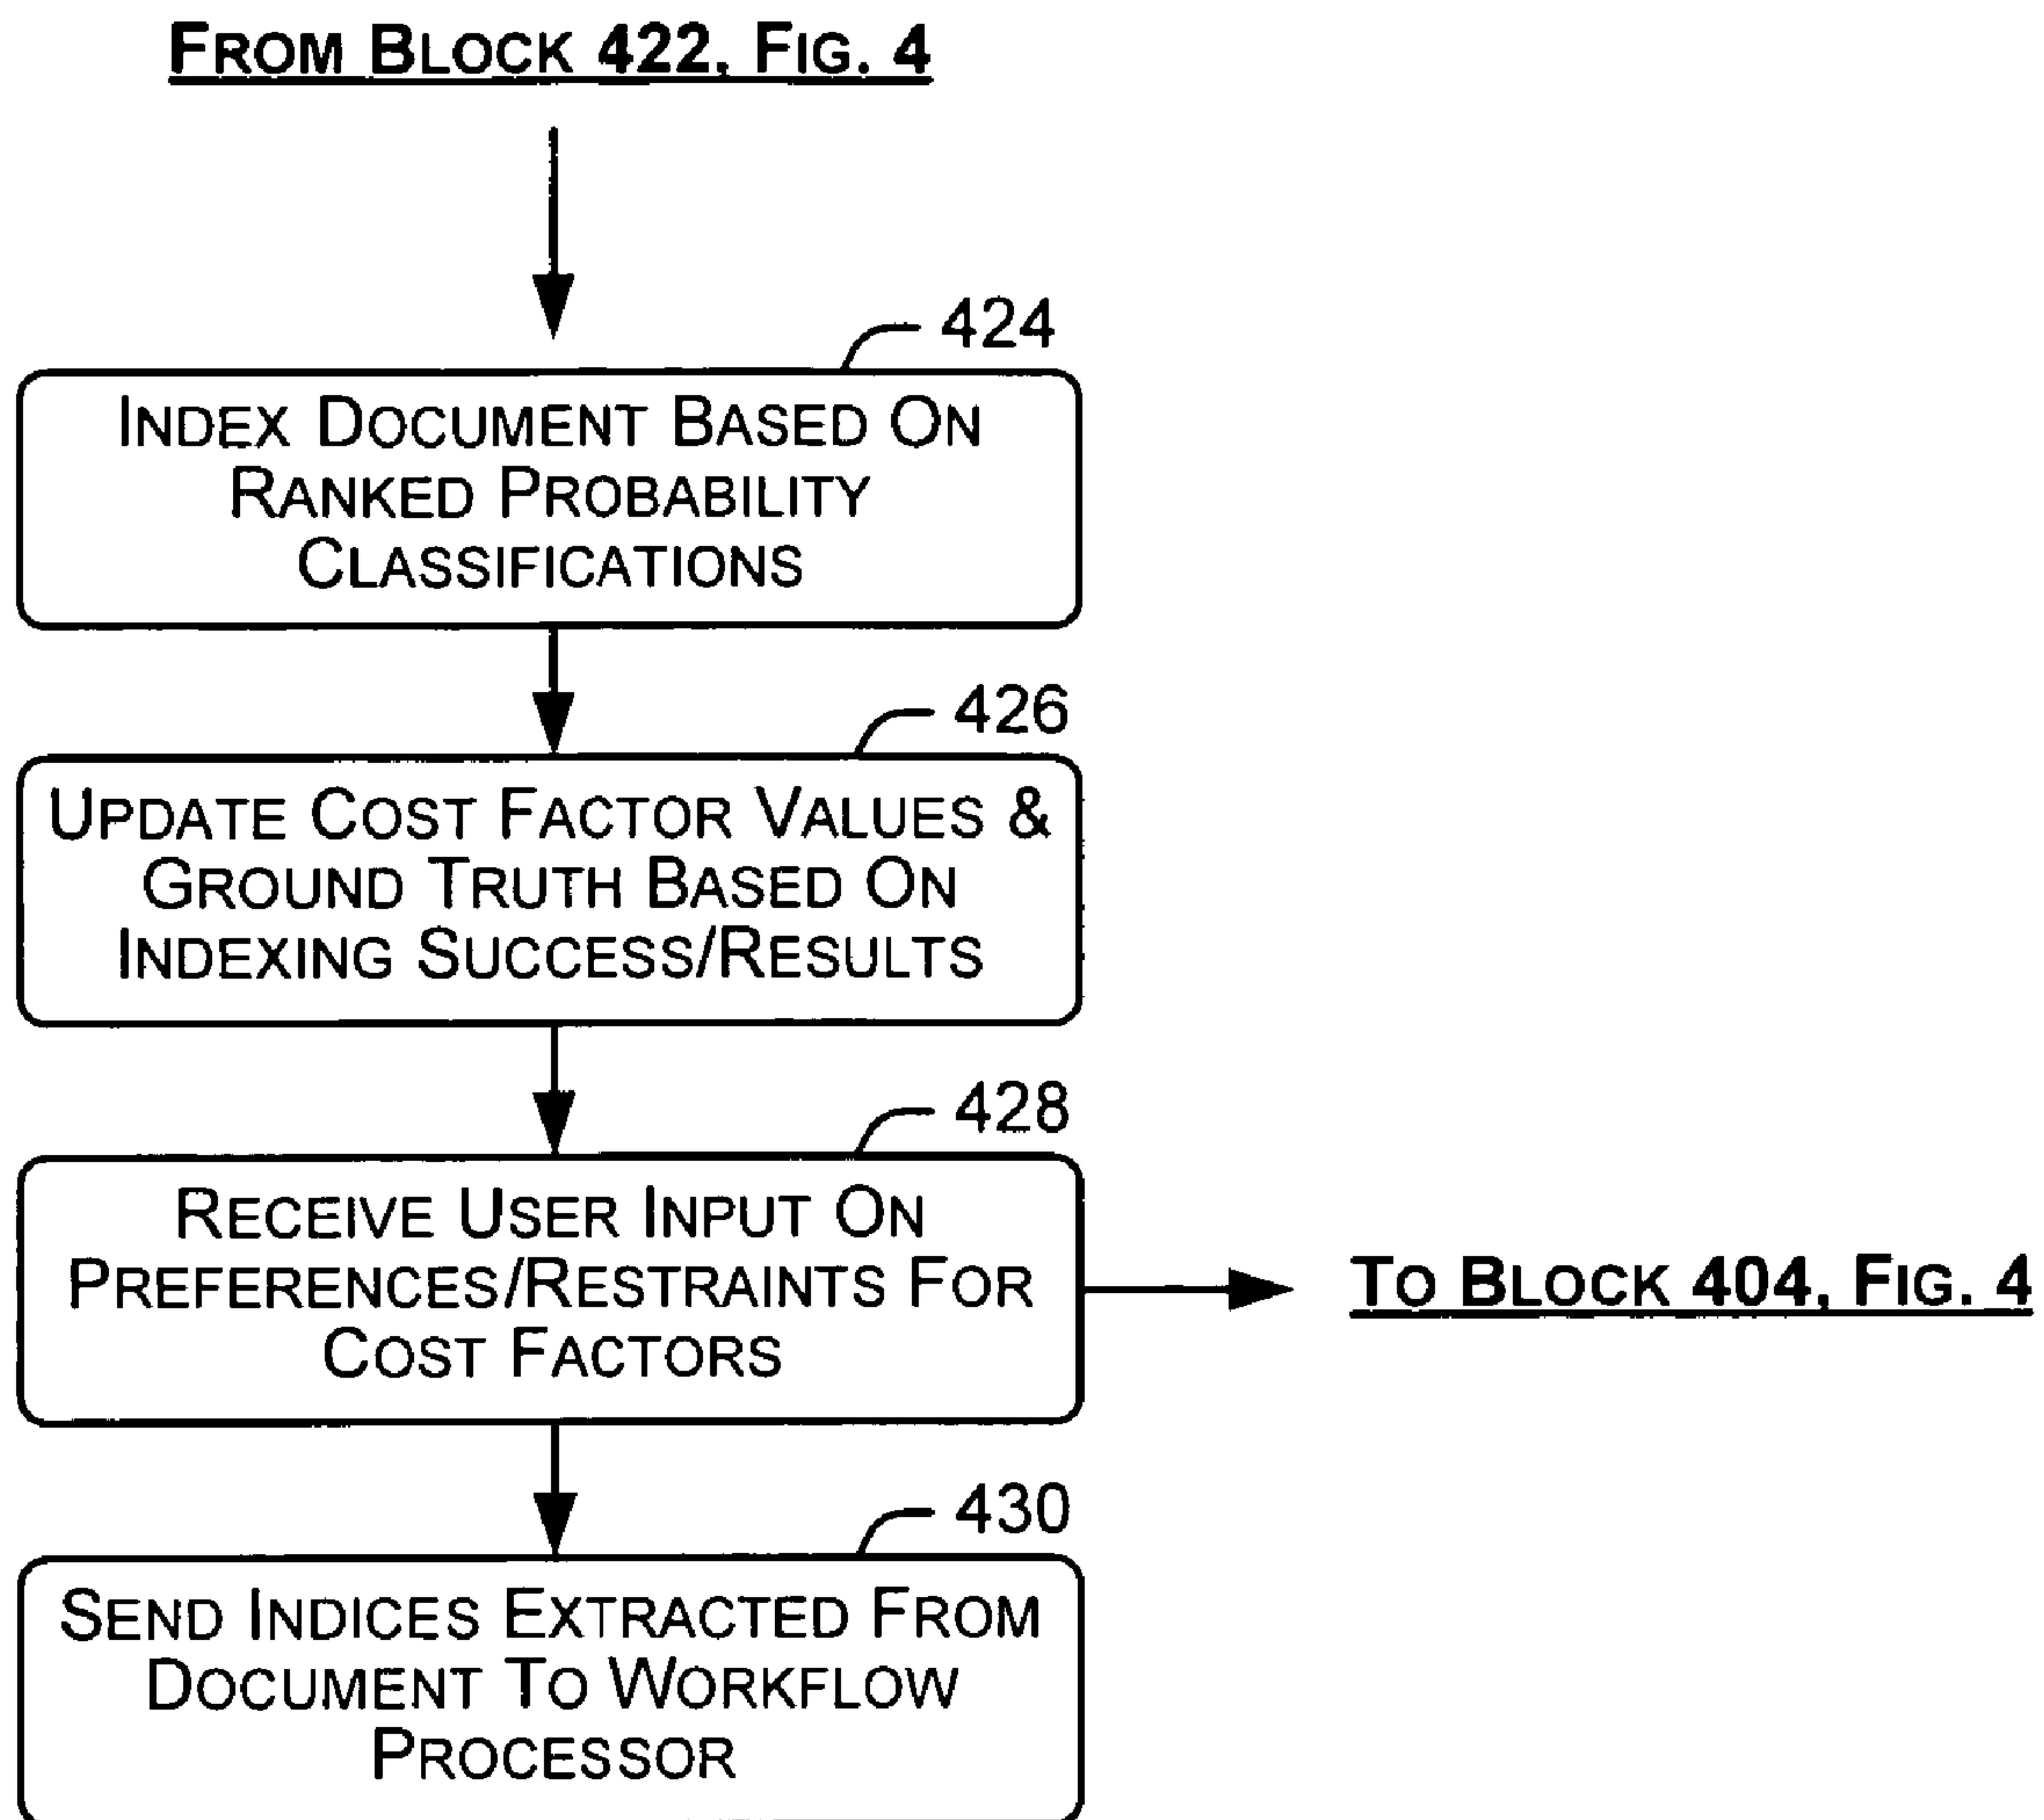 FROM BLOCK 422, FIG. 4
424
INDEX DOCUMENT BASED ON
RANKED PROBABILITY
CLASSIFICATIONS
426
UPDATE COST FACTOR VALUES &
GROUND TRUTH BASED ON
INDEXING SUCCESS/RESULTS
428
RECEIVE USER INPUT ON
PREFERENCES/RESTRAINTS FOR
COST FACTORS
TO BLOCK 404, FIG. 4
430
SEND INDICES EXTRACTED FROM
DOCUMENT TO WORKFLOW
PROCESSOR